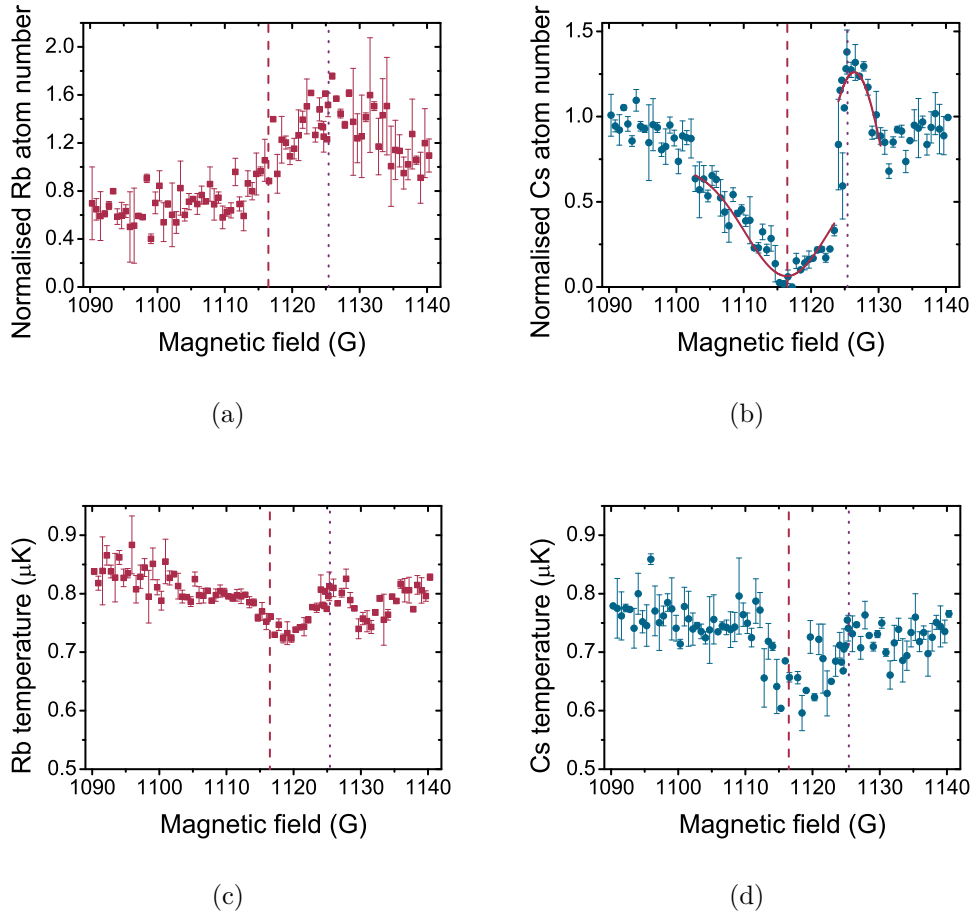 Normalised Rb atom number
2.0
1.6
1.2
0.8
0.4
0.0
1090 1100 1110 1120 1130 1140
Magnetic field (G)
(a)
Normalised Cs atom number
1.5
1.0
0.5
0.0
1090 1100 1110 1120 1130 1140
Magnetic field (G)
(b)
Rb temperature (μK)
0.9
0.8
0.7
0.6
0.5
1090 1100 1110 1120 1130 1140
Magnetic field (G)
(c)
Cs temperature (μK)
0.9
0.8
0.7
0.6
0.5
1090 1100 1110 1120 1130 1140
Magnetic field (G)
(d)